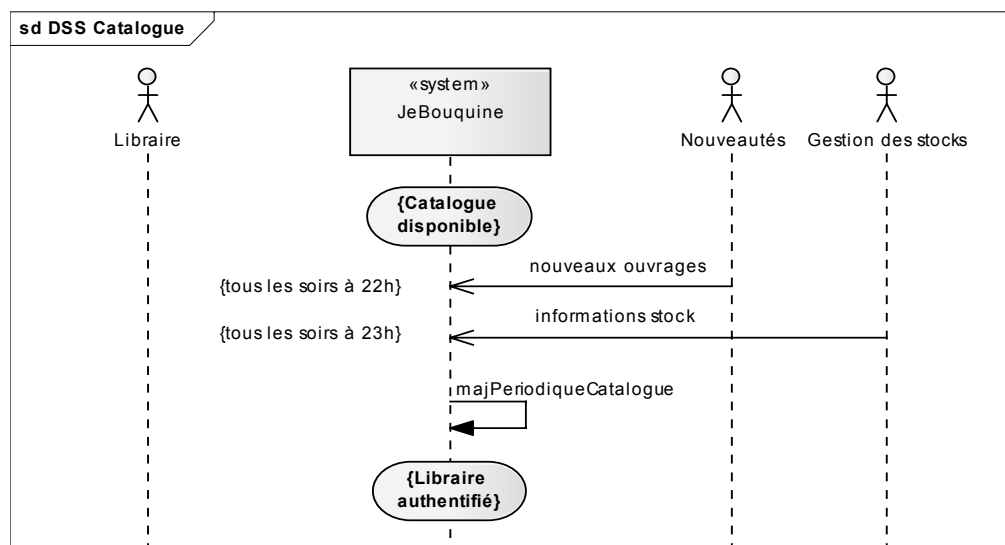 sd DSS Catalogue
«system»
JeBouquine
Libraire
Nouveautés
Gestion des stocks
{Catalogue
disponible}
nouveaux ouvrages
{tous les soirs à 22h}
informations stock
{tous les soirs à 23h}
majPeriodiqueCatalogue
{Libraire
authentifié}